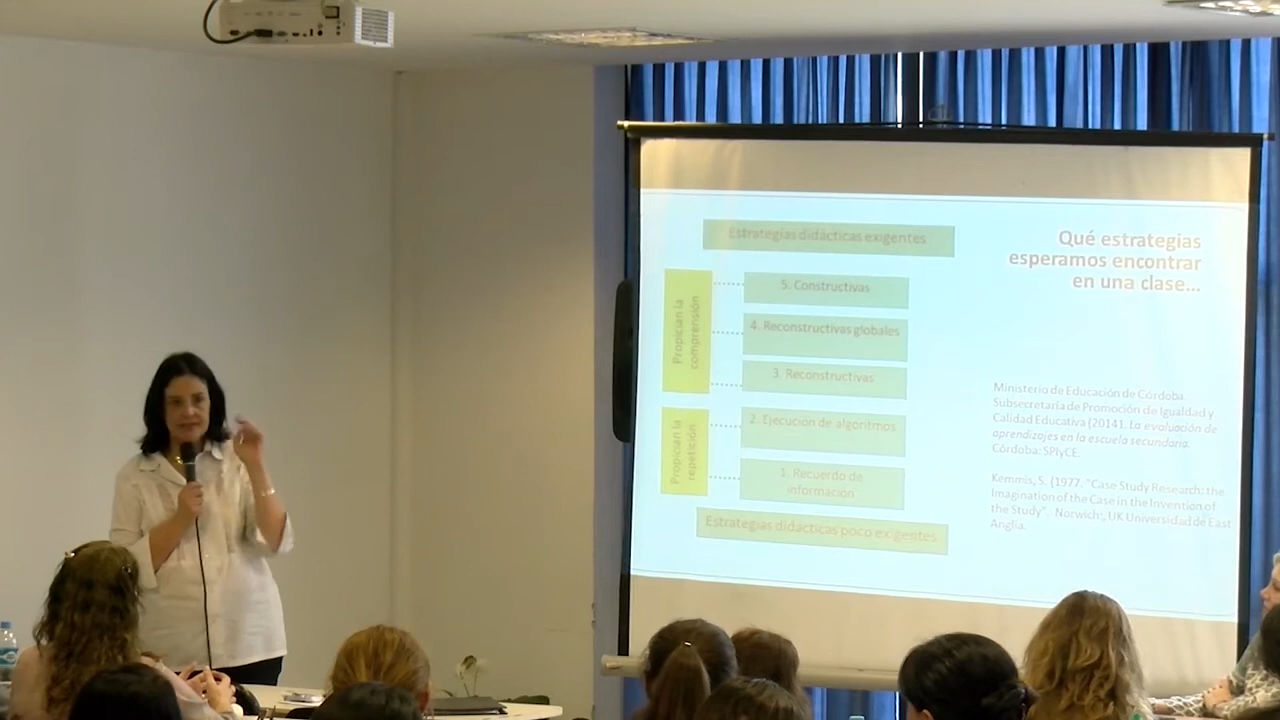 Estrategias didácticas exigentes
Qué estrategias
esperamos encontrar
en una clase...
Propician la
comprensión
5. Constructivas
4. Reconstructivas globales
3. Reconstructivas
Propician la
repetición
2. Ejecución de algoritmos
1. Recuerdo de
información
Estrategias didácticas poco exigentes
Ministerio de Educación de Córdoba.
Subsecretaría de Promoción de Igualdad y
Calidad Educativa (2014). La evaluación de
aprendizajes en la escuela secundaria.
Córdoba: SPIyCE.
Kemmis, S. (1977. "Case Study Research: the
Imagination of the Case in the Invention of
the Study". Norwich:, UK Universidad de East
Anglia.